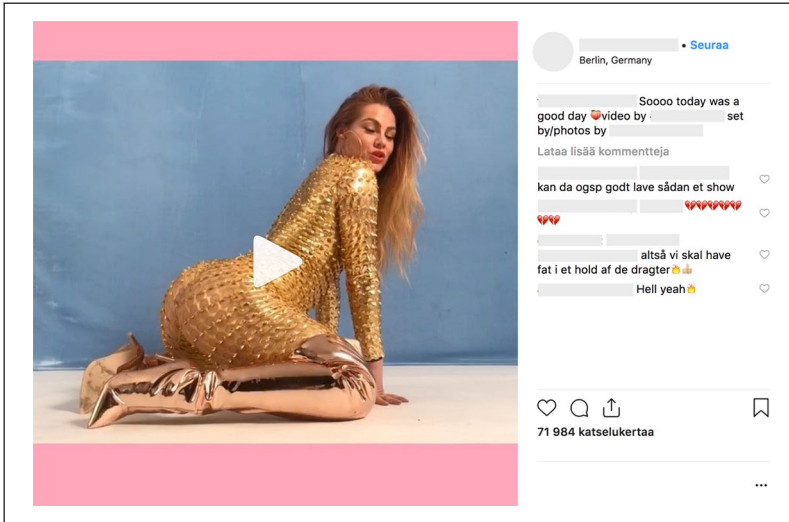 • Seuraa
Berlin, Germany
Soooo today was a
good day 🍑video by set
by/photos by
Lataa lisää kommentteja
kan da ogsp godt lave sådan et show
💔💔💔💔💔💔💔
💔💔💔
altså vi skal have
fat i et hold af de dragter🔥👍
Hell yeah🔥
71 984 katselukertaa